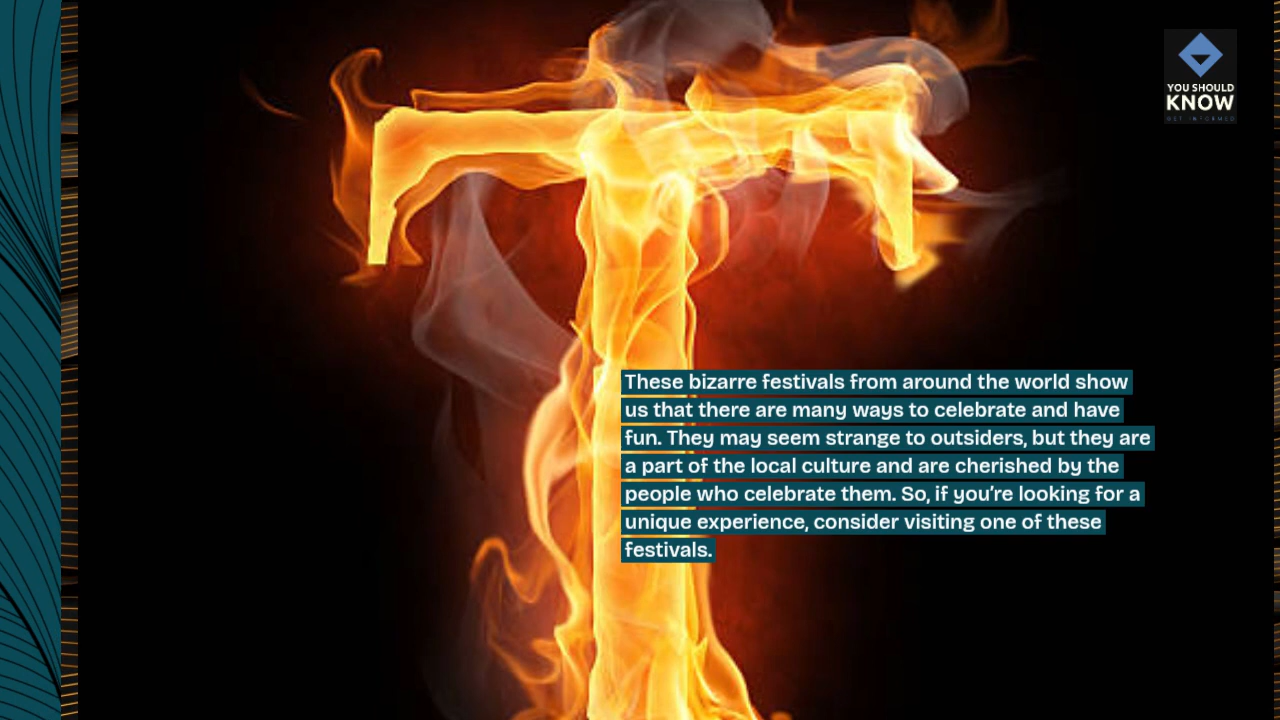 YOU SHOULD
KNOW
GET INFORMED
T
These bizarre festivals from around the world show
us that there are many ways to celebrate and have
fun. They may seem strange to outsiders, but they are
a part of the local culture and are cherished by the
people who celebrate them. So, if you’re looking for a
unique experience, consider visiting one of these
festivals.